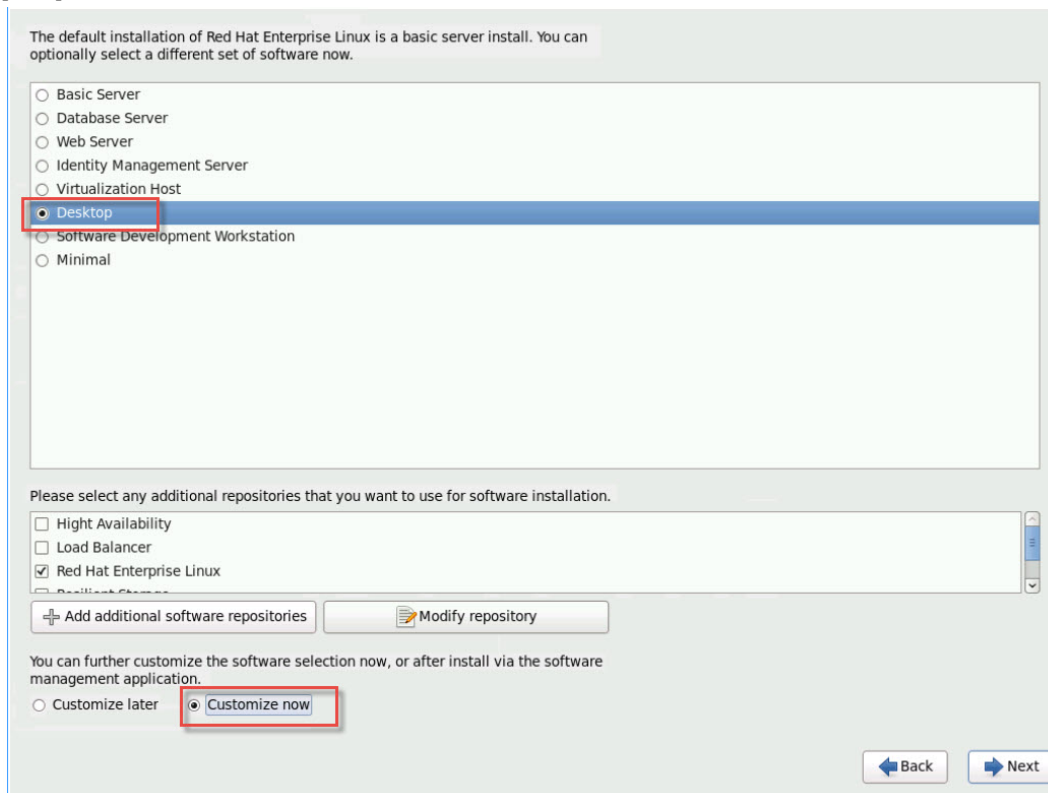 The default installation of Red Hat Enterprise Linux is a basic server install. You can
optionally select a different set of software now.
Basic Server
Database Server
Web Server
Identity Management Server
Virtualization Host
Desktop
Software Development Workstation
Minimal
Please select any additional repositories that you want to use for software installation.
Hight Availability
Load Balancer
Red Hat Enterprise Linux
Resilient Storage
Add additional software repositories
Modify repository
You can further customize the software selection now, or after install via the software
management application.
Customize later
Customize now
Back
Next